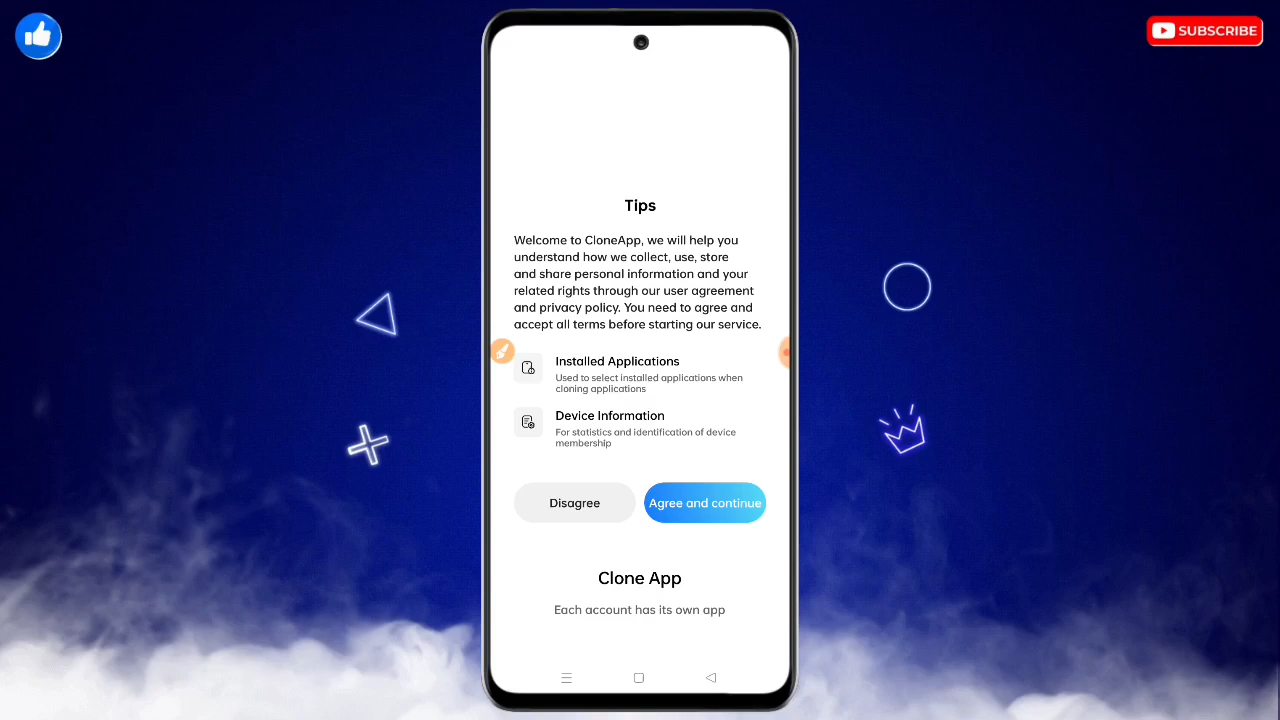 SUBSCRIBE
Tips
Welcome to CloneApp, we will help you
understand how we collect, use, store
and share personal information and your
related rights through our user agreement
and privacy policy. You need to agree and
accept all terms before starting our service.
Installed Applications
Used to select installed applications when
cloning applications
Device Information
For statistics and identification of device
membership
Disagree
Agree and continue
Clone App
Each account has its own app